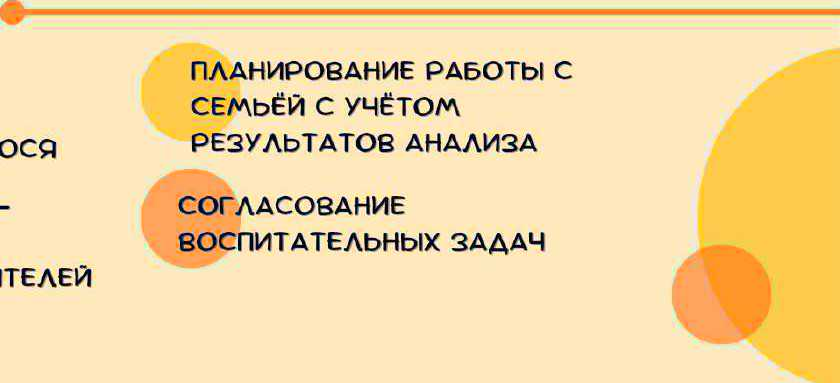 ПЛАНИРОВАНИЕ РАБОТЫ С
СЕМЬЁЙ С УЧЁТОМ
РЕЗУЛЬТАТОВ АНАЛИЗА
СОГЛАСОВАНИЕ
ВОСПИТАТЕЛЬНЫХ ЗАДАЧ